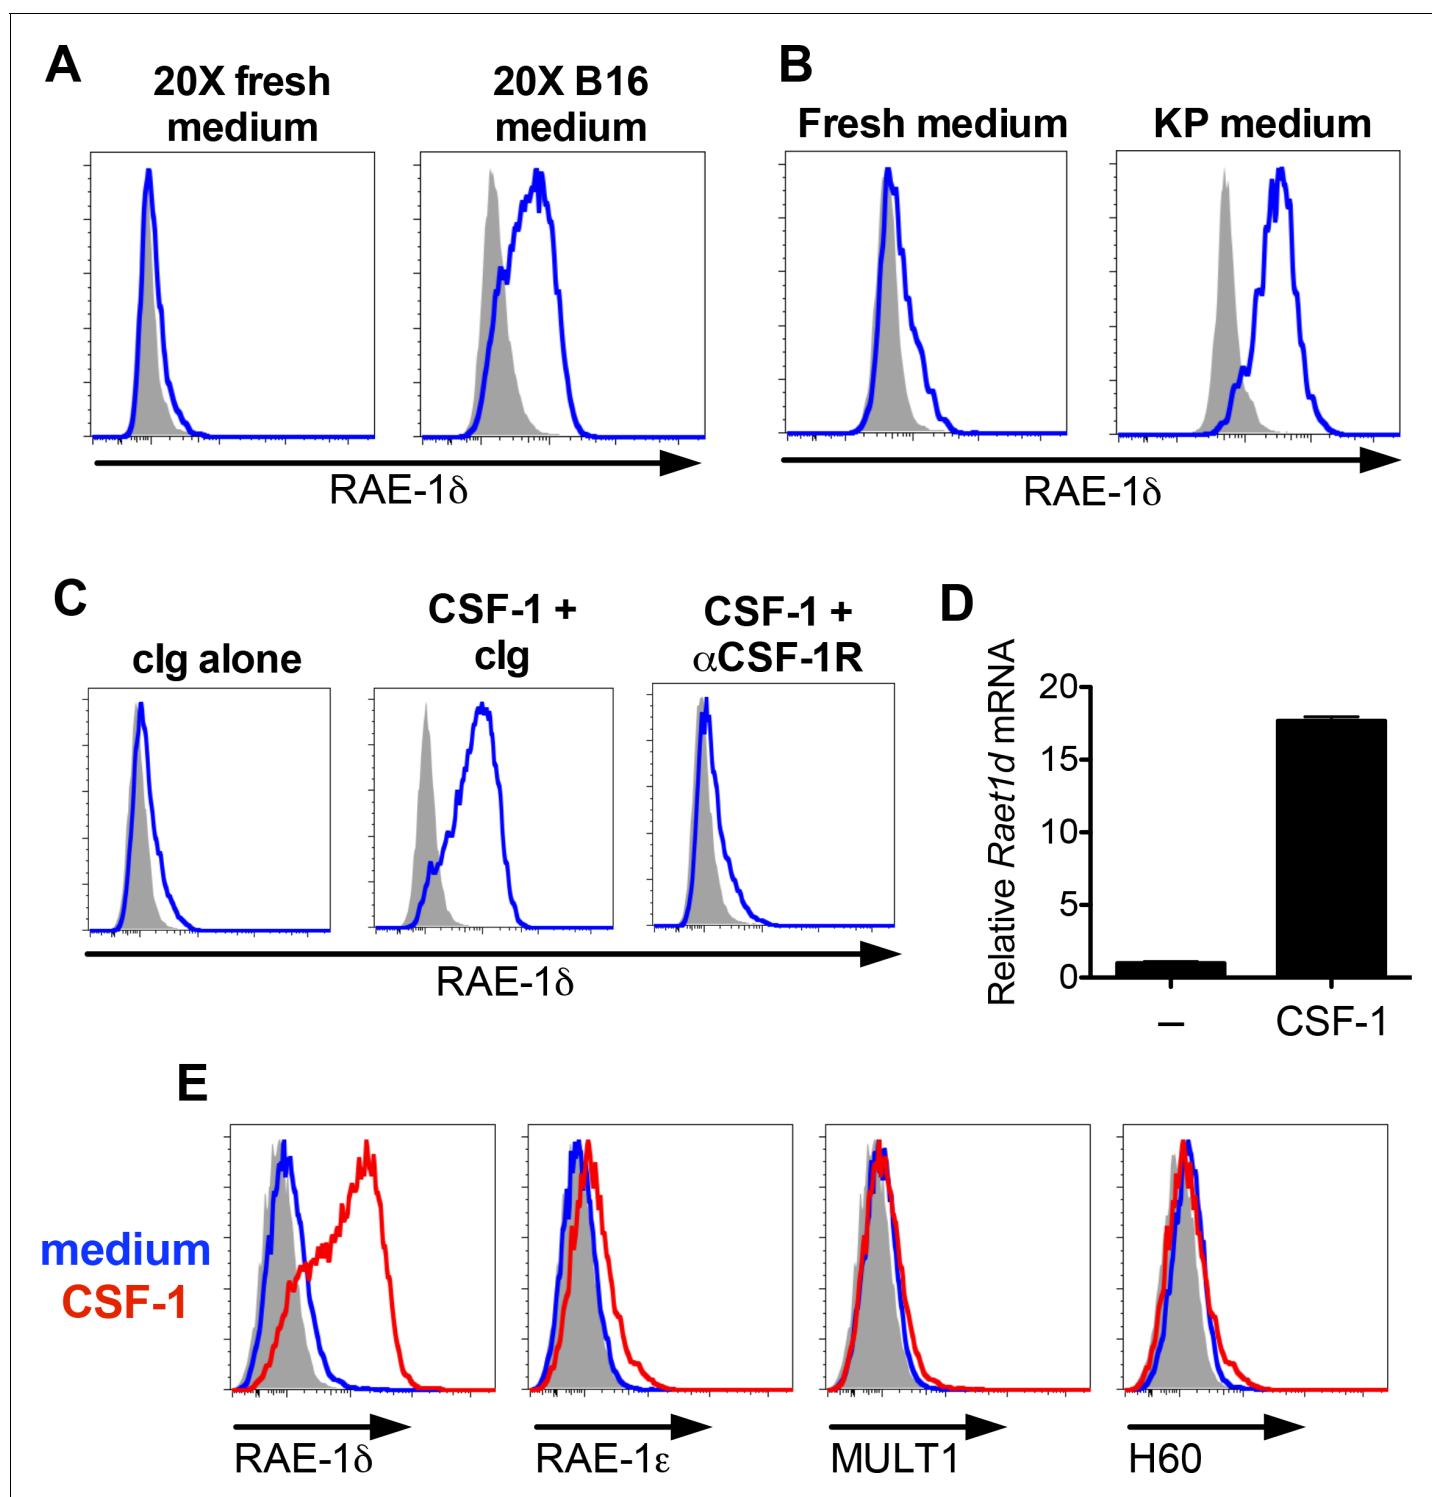 A
20X fresh
medium
20X B16
medium
RAE-1δ
B
Fresh medium
KP medium
RAE-1δ
C
cIg alone
CSF-1 +
cIg
CSF-1 +
αCSF-1R
RAE-1δ
D
Relative Raet1d mRNA
20
15
10
5
0
–
CSF-1
E
medium
CSF-1
RAE-1δ
RAE-1ε
MULT1
H60